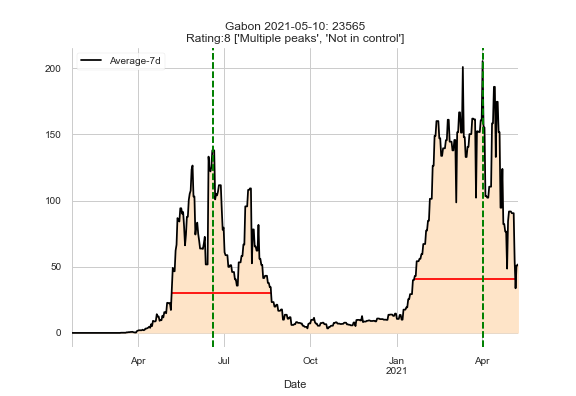 Gabon 2021-05-10: 23565
Rating:8 ['Multiple peaks', 'Not in control']
Average-7d
200
150
100
50
0
Apr
Jul
Oct
Jan
2021
Apr
Date